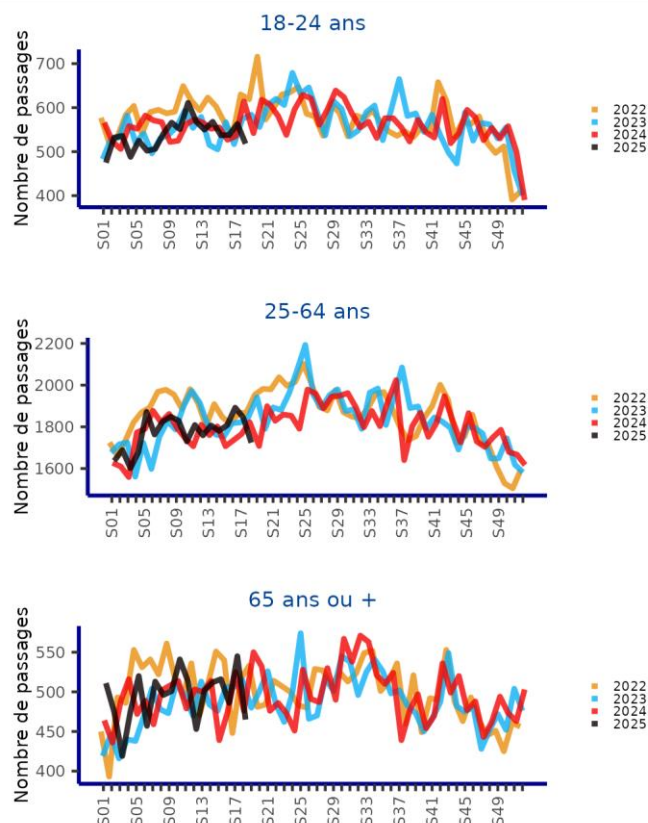 18-24 ans
Nombre de passages
700
600
500
400
S01
S05
S09
S13
S17
S21
S25
S29
S33
S37
S41
S45
S49
2022
2023
2024
2025
25-64 ans
Nombre de passages
2200
2000
1800
1600
S01
S05
S09
S13
S17
S21
S25
S29
S33
S37
S41
S45
S49
2022
2023
2024
2025
65 ans ou +
Nombre de passages
550
500
450
400
S01
S05
S09
S13
S17
S21
S25
S29
S33
S37
S41
S45
S49
2022
2023
2024
2025